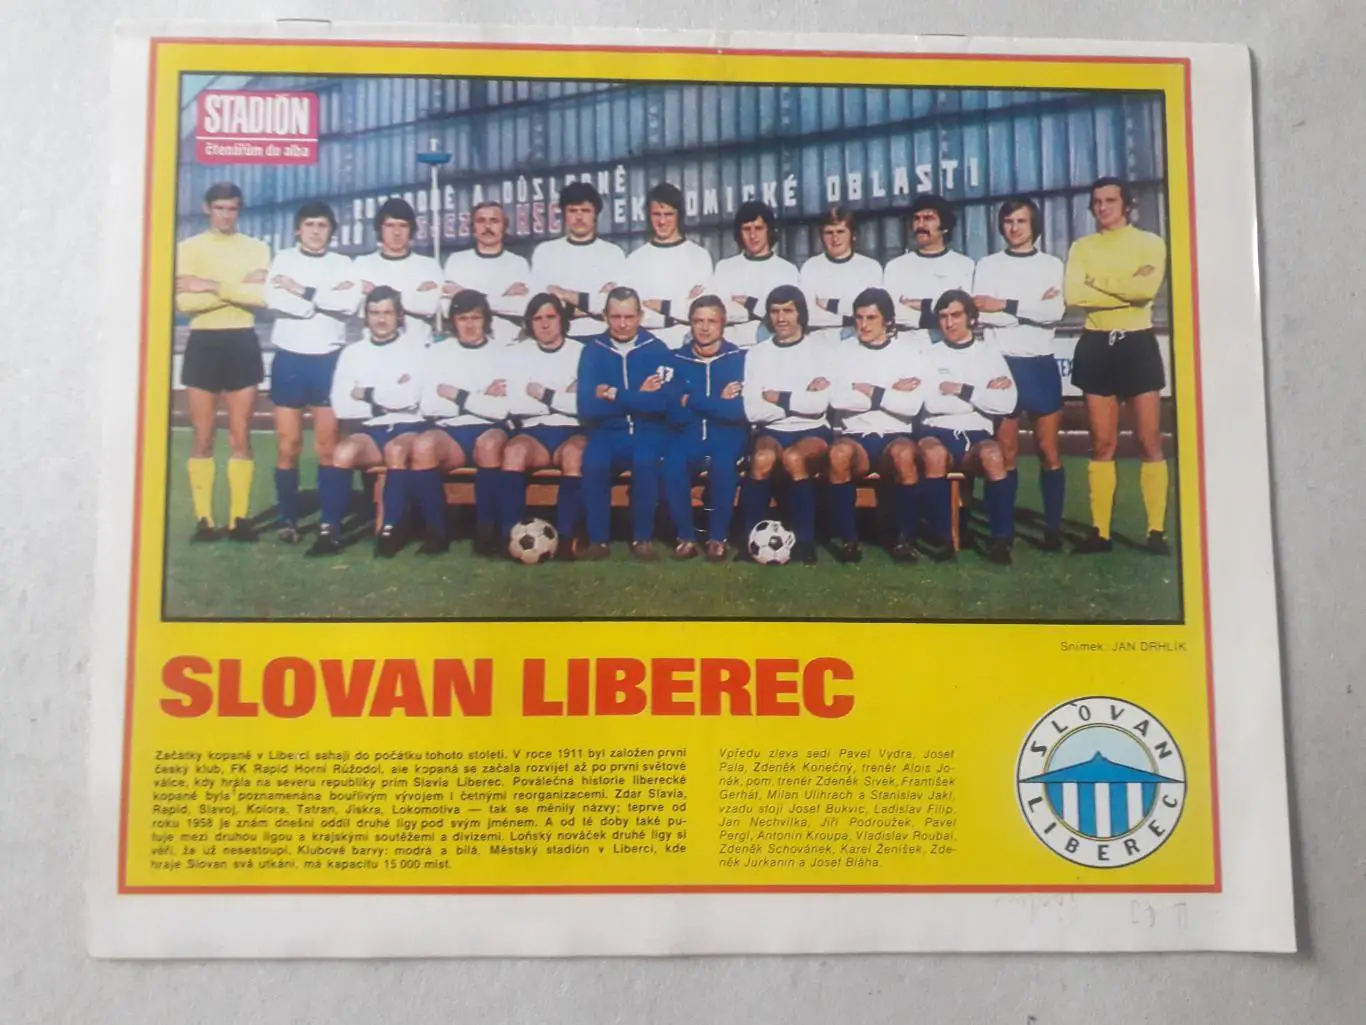 STADIÓN
čtenářům do alba
A DŮSLEDNĚ
EKONOMICKÉ OBLASTI
Snímek: JAN DRHLÍK
SLOVAN LIBEREC
Začátky kopané v Liberci sahají do počátku tohoto století. V roce 1911 byl založen první
český klub, FK Rapid Horní Růžodol, ale kopaná se začala rozvíjet až po první světové
válce, kdy hrála na severu republiky prim Slavia Liberec. Poválečná historie liberecké
kopané byla poznamenána bouřlivým vývojem i četnými reorganizacemi. Zdar Slavia,
Rapid, Slavoj, Kolora, Tatran, Jiskra, Lokomotiva — tak se měnily názvy; teprve od
roku 1958 je znám dnešní oddíl druhé ligy pod svým jménem. A od té doby také pu-
tuje mezi druhou ligou a krajskými soutěžemi a divizemi. Loňský nováček druhé ligy si
věří, že už nesestoupí. Klubové barvy: modrá a bílá. Městský stadión v Liberci, kde
hraje Slovan svá utkání, má kapacitu 15 000 míst.
Vpředu zleva sedí Pavel Vydra, Josef
Pala, Zdeněk Konečný, trenér Alois Jo-
nák, pom. trenér Zdeněk Sivek, František
Gerhát, Milan Ulihrach a Stanislav Jakl,
vzadu stojí Josef Bukvic, Ladislav Filip,
Jan Nechvilka, Jiří Podroužek, Pavel
Pergl, Antonín Kroupa, Vladislav Roubal,
Zdeněk Schovánek, Karel Ženíšek, Zde-
něk Jurkanin a Josef Bláha.
SLOVAN
LIBEREC